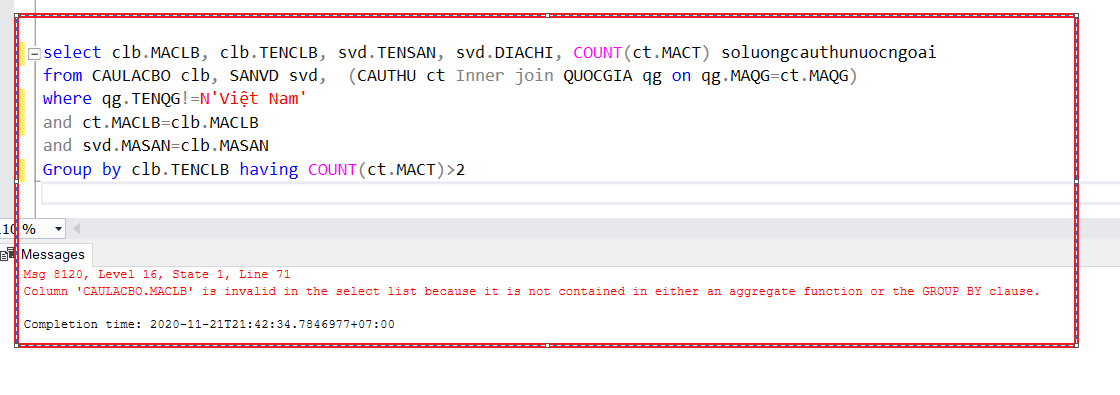 select clb.MACLB, clb.TENCLB, svd.TENSAN, svd.DIACHI, COUNT(ct.MACT) soluongcauthunuocngoai
from CAULACBO clb, SANVD svd,  (CAUTHU ct Inner join QUOCGIA qg on qg.MAQG=ct.MAQG)
where qg.TENQG!=N'Việt Nam'
and ct.MACLB=clb.MACLB
and svd.MASAN=clb.MASAN
Group by clb.TENCLB having COUNT(ct.MACT)>2
10 %
Messages
Msg 8120, Level 16, State 1, Line 71
Column 'CAULACBO.MACLB' is invalid in the select list because it is not contained in either an aggregate function or the GROUP BY clause.
Completion time: 2020-11-21T21:42:34.7846977+07:00